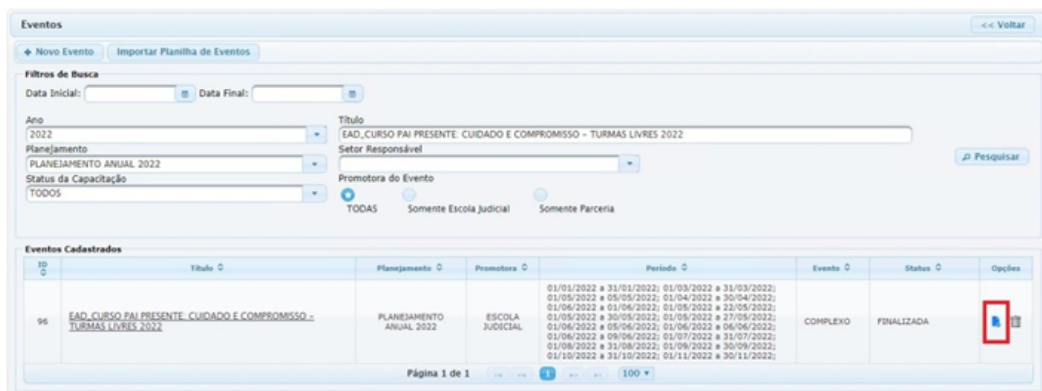 Eventos
<< Voltar
+ Novo Evento Importar Planilha de Eventos
Filtros de Busca
Data Inicial: Data Final:
Ano Título
2022 EAD_CURSO PAI PRESENTE: CUIDADO E COMPROMISSO – TURMAS LIVRES 2022
Planejamento Setor Responsável
PLANEJAMENTO ANUAL 2022
Pesquisar
Status da Capacitação Promotora do Evento
TODOS
TODAS Somente Escola Judicial Somente Parceria
Eventos Cadastrados
ID Título Planejamento Promotora Período Evento Status Opções
01/01/2022 a 31/01/2022; 01/03/2022 a 31/03/2022;
01/05/2022 a 05/05/2022; 01/04/2022 a 30/04/2022;
01/06/2022 a 01/06/2022; 01/05/2022 a 22/05/2022;
96 EAD_CURSO PAI PRESENTE: CUIDADO E COMPROMISSO – TURMAS LIVRES 2022 PLANEJAMENTO ANUAL 2022 ESCOLA JUDICIAL 01/05/2022 a 30/05/2022; 01/05/2022 a 27/05/2022; COMPLEXO FINALIZADA
01/06/2022 a 05/06/2022; 01/06/2022 a 06/06/2022;
01/06/2022 a 09/06/2022; 01/07/2022 a 31/07/2022;
01/08/2022 a 31/08/2022; 01/09/2022 a 30/09/2022;
01/10/2022 a 31/10/2022; 01/11/2022 a 30/11/2022;
Página 1 de 1 1 100